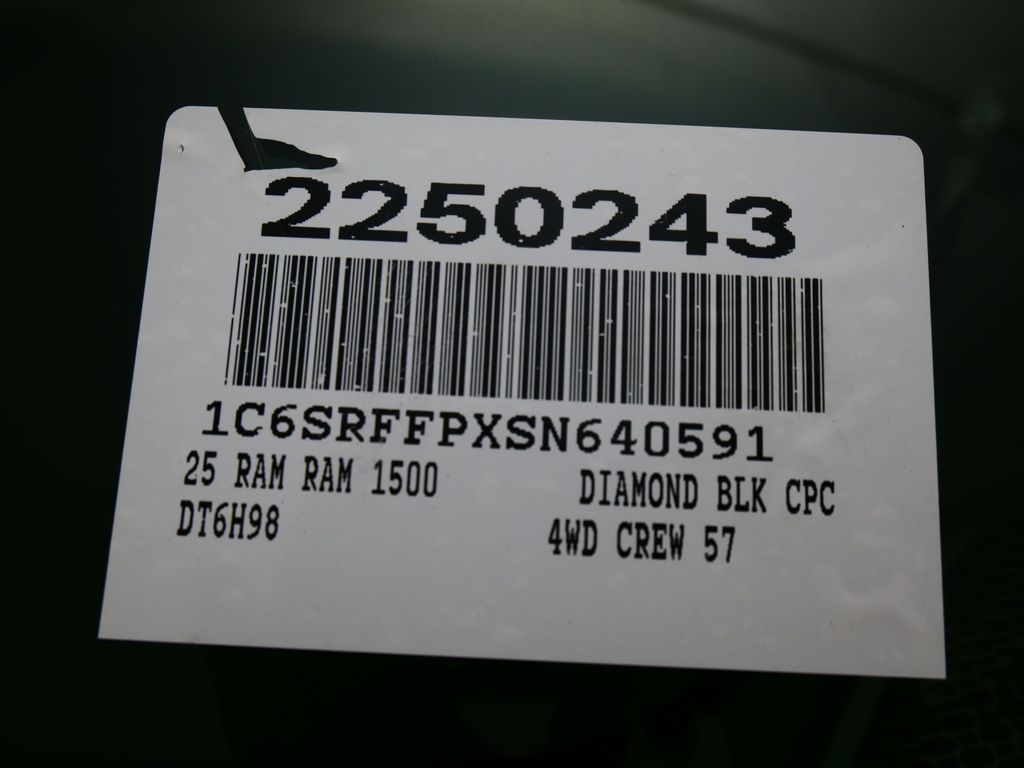 2250243
1C6SRFFPXSN640591
25 RAM RAM 1500 DIAMOND BLK CPC
DT6H98 4WD CREW 57